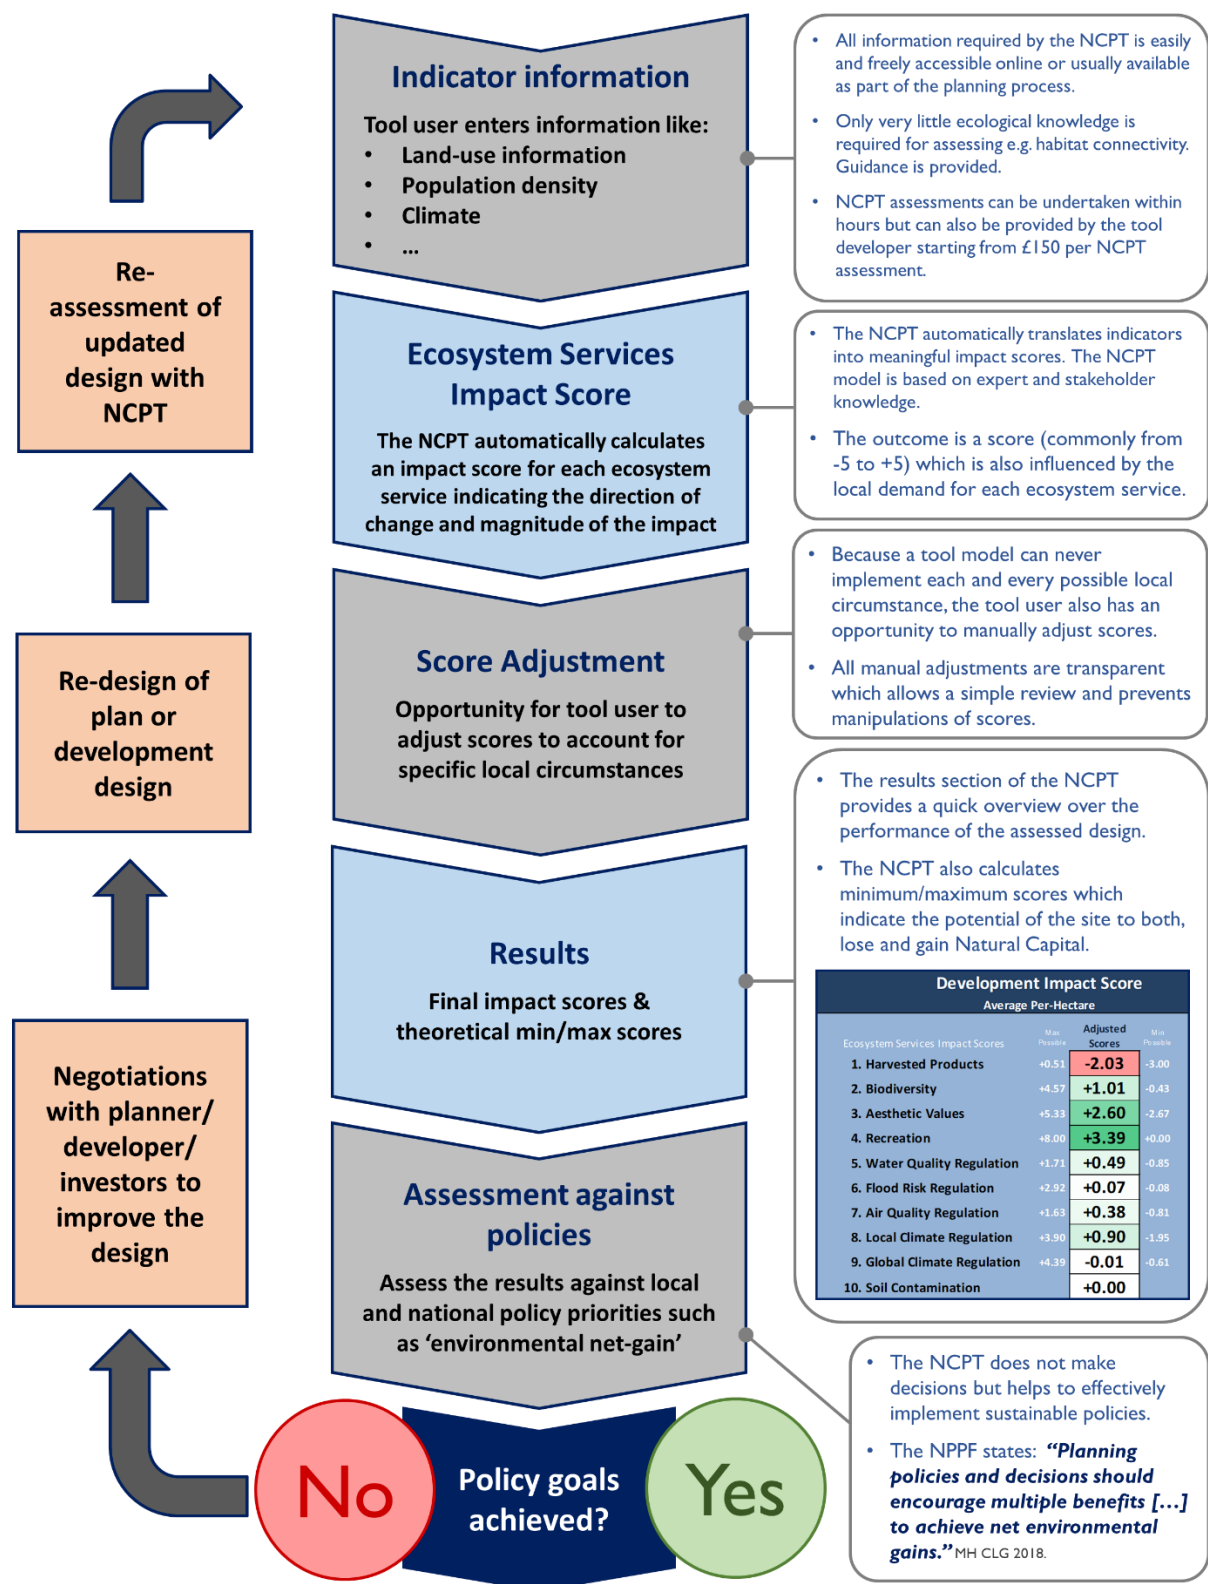 Indicator information
Tool user enters information like:
• Land-use information
• Population density
• Climate
• ...
• All information required by the NCPT is easily
and freely accessible online or usually available
as part of the planning process.
• Only very little ecological knowledge is
required for assessing e.g. habitat connectivity.
Guidance is provided.
• NCPT assessments can be undertaken within
hours but can also be provided by the tool
developer starting from £150 per NCPT
assessment.
Ecosystem Services
Impact Score
The NCPT automatically calculates
an impact score for each ecosystem
service indicating the direction of
change and magnitude of the impact
• The NCPT automatically translates indicators
into meaningful impact scores. The NCPT
model is based on expert and stakeholder
knowledge.
• The outcome is a score (commonly from
-5 to +5) which is also influenced by the
local demand for each ecosystem service.
Score Adjustment
Opportunity for tool user to
adjust scores to account for
specific local circumstances
• Because a tool model can never
implement each and every possible local
circumstance, the tool user also has an
opportunity to manually adjust scores.
• All manual adjustments are transparent
which allows a simple review and prevents
manipulations of scores.
Results
Final impact scores &
theoretical min/max scores
• The results section of the NCPT
provides a quick overview over the
performance of the assessed design.
• The NCPT also calculates
minimum/maximum scores which
indicate the potential of the site to both,
lose and gain Natural Capital.
Development Impact Score
Average Per-Hectare
Ecosystem Services Impact Scores Max Possible Adjusted Scores Min Possible
1. Harvested Products +0.51 -2.03 -3.00
2. Biodiversity +4.57 +1.01 -0.43
3. Aesthetic Values +5.33 +2.60 -2.67
4. Recreation +8.00 +3.39 +0.00
5. Water Quality Regulation +1.71 +0.49 -0.85
6. Flood Risk Regulation +2.92 +0.07 -0.08
7. Air Quality Regulation +1.63 +0.38 -0.81
8. Local Climate Regulation +3.90 +0.90 -1.95
9. Global Climate Regulation +4.39 -0.01 -0.61
10. Soil Contamination +0.00
Assessment against
policies
Assess the results against local
and national policy priorities such
as ‘environmental net-gain’
• The NCPT does not make
decisions but helps to effectively
implement sustainable policies.
• The NPPF states: “Planning
policies and decisions should
encourage multiple benefits [...]
to achieve net environmental
gains.” MH CLG 2018.
No
Policy goals
achieved?
Yes
Negotiations
with planner/
developer/
investors to
improve the
design
Re-design of
plan or
development
design
Re-
assessment of
updated
design with
NCPT